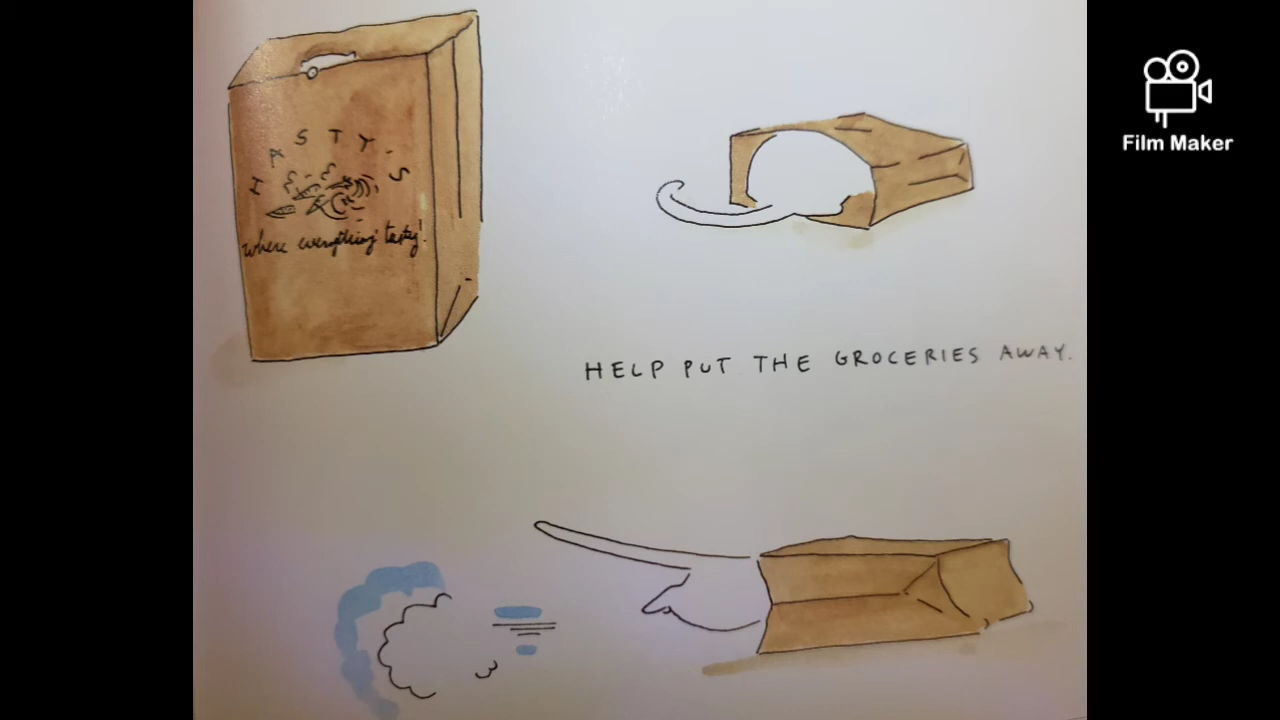 TASTY'S
where everything tasty!
HELP PUT THE GROCERIES AWAY.
Film Maker